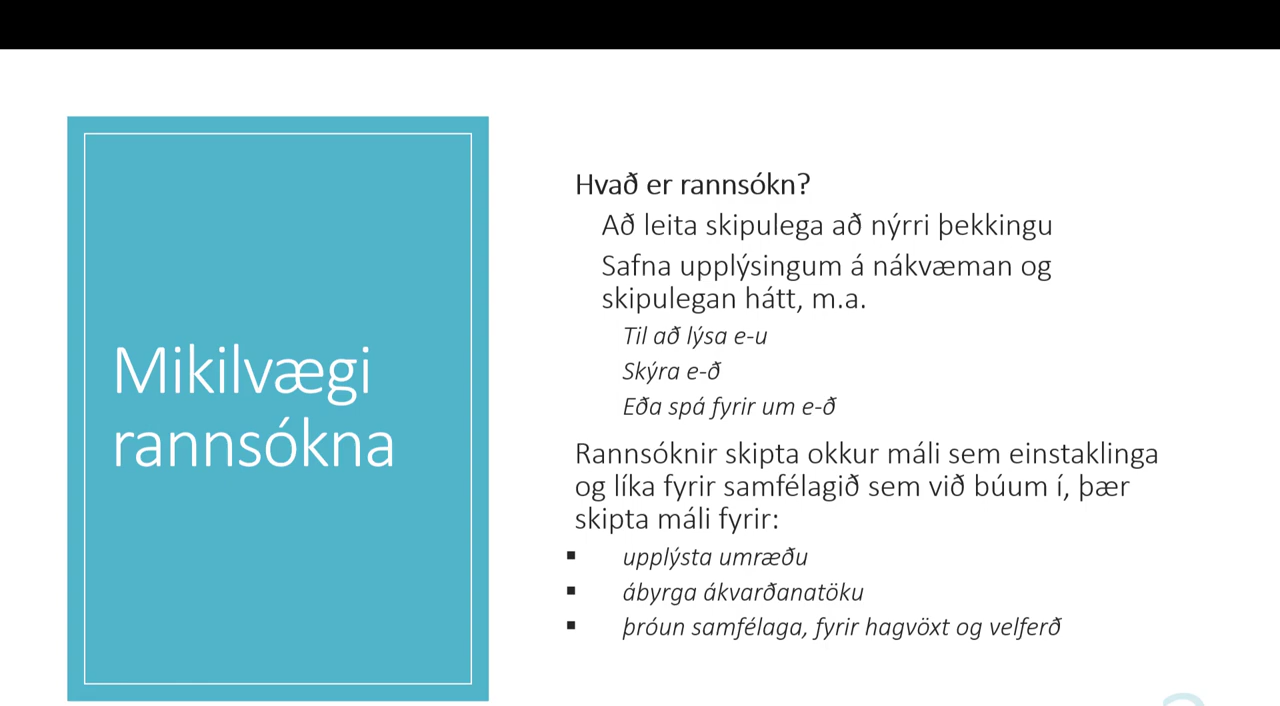 Mikilvægi
rannsókna
Hvað er rannsókn?
Að leita skipulega að nýrri þekkingu
Safna upplýsingum á nákvæman og
skipulegan hátt, m.a.
Til að lýsa e-u
Skýra e-ð
Eða spá fyrir um e-ð
Rannsóknir skipta okkur máli sem einstaklinga
og líka fyrir samfélagið sem við búum í, þær
skipta máli fyrir:
▪ upplýsta umræðu
▪ ábyrga ákvarðanatöku
▪ þróun samfélaga, fyrir hagvöxt og velferð